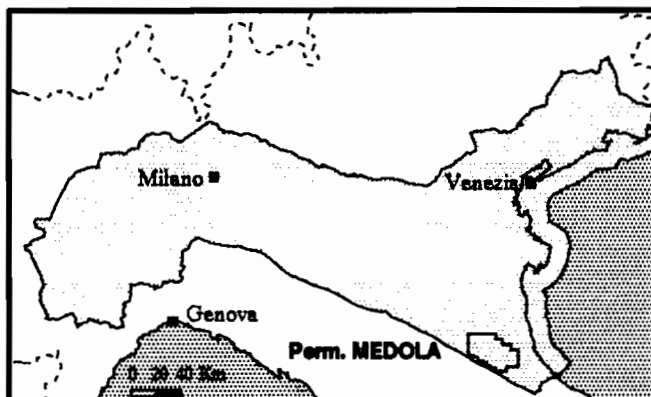 Milano
Venezia
Genova
Perm. MEDOLA
0 20 40 Km